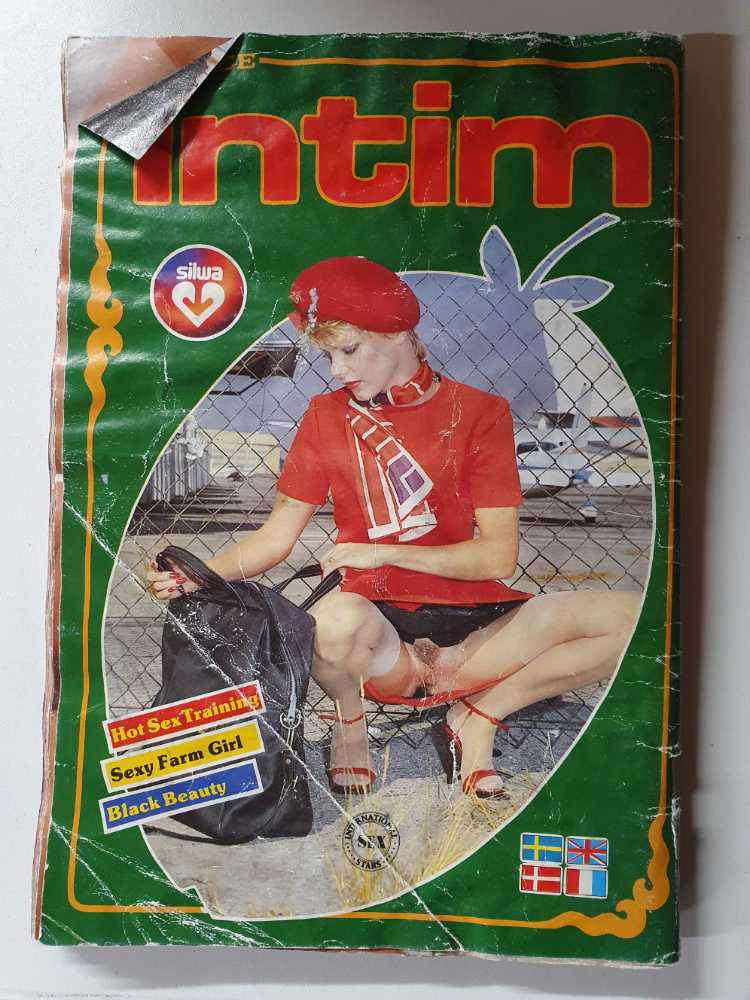 intim
silwa
Hot Sex Training
Sexy Farm Girl
Black Beauty
INTERNATIONAL
SEX
STARS